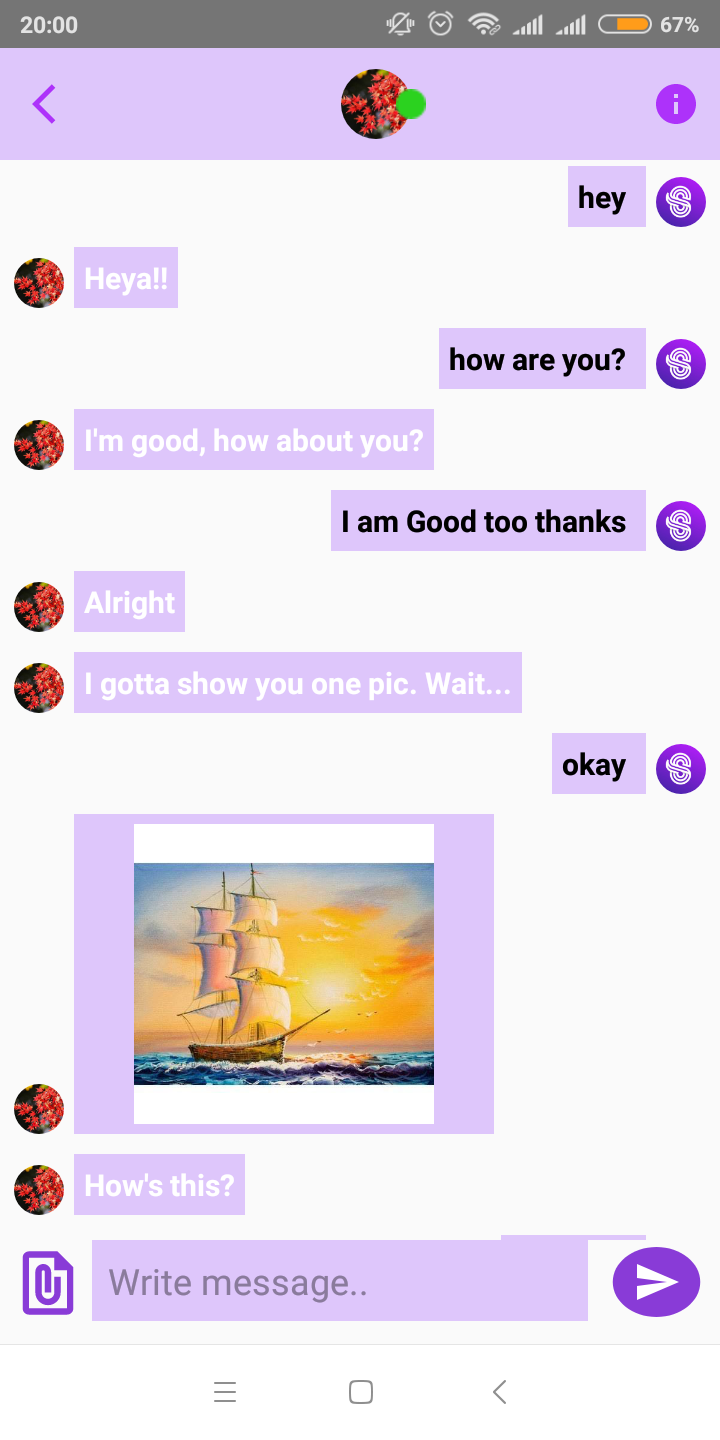 20:00
67%
hey
Heya!!
how are you?
I'm good, how about you?
I am Good too thanks
Alright
I gotta show you one pic. Wait...
okay
How's this?
Write message..